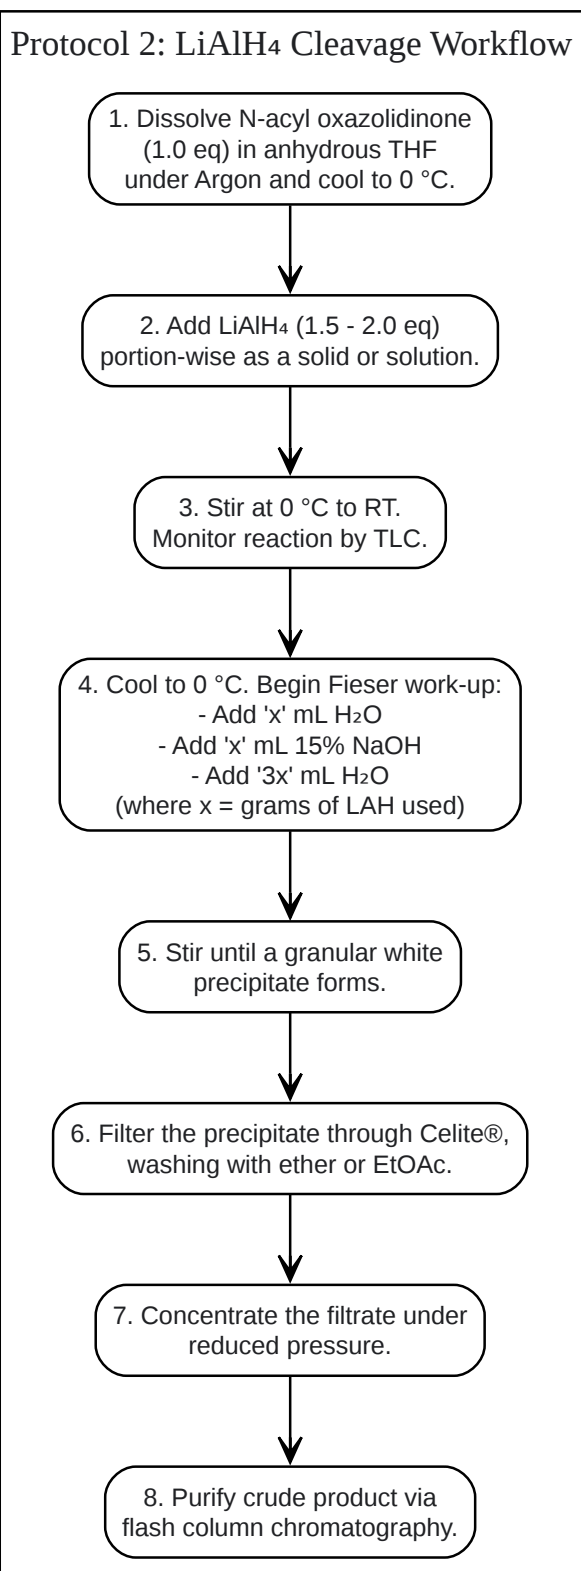 Protocol 2: LiAlH₄ Cleavage Workflow
1. Dissolve N-acyl oxazolidinone
(1.0 eq) in anhydrous THF
under Argon and cool to 0 °C.
2. Add LiAlH₄ (1.5 - 2.0 eq)
portion-wise as a solid or solution.
3. Stir at 0 °C to RT.
Monitor reaction by TLC.
4. Cool to 0 °C. Begin Fieser work-up:
- Add 'x' mL H₂O
- Add 'x' mL 15% NaOH
- Add '3x' mL H₂O
(where x = grams of LAH used)
5. Stir until a granular white
precipitate forms.
6. Filter the precipitate through Celite®,
washing with ether or EtOAc.
7. Concentrate the filtrate under
reduced pressure.
8. Purify crude product via
flash column chromatography.